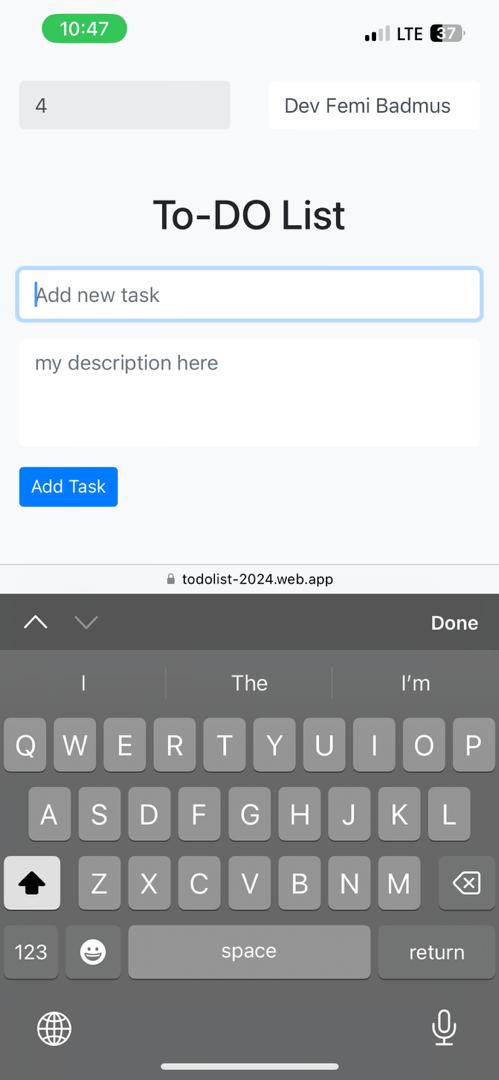 10:47
LTE 37
4
Dev Femi Badmus
To-DO List
Add new task
my description here
Add Task
todolist-2024.web.app
Done
I The I'm
Q W E R T Y U I O P
A S D F G H J K L
Z X C V B N M
123 space return